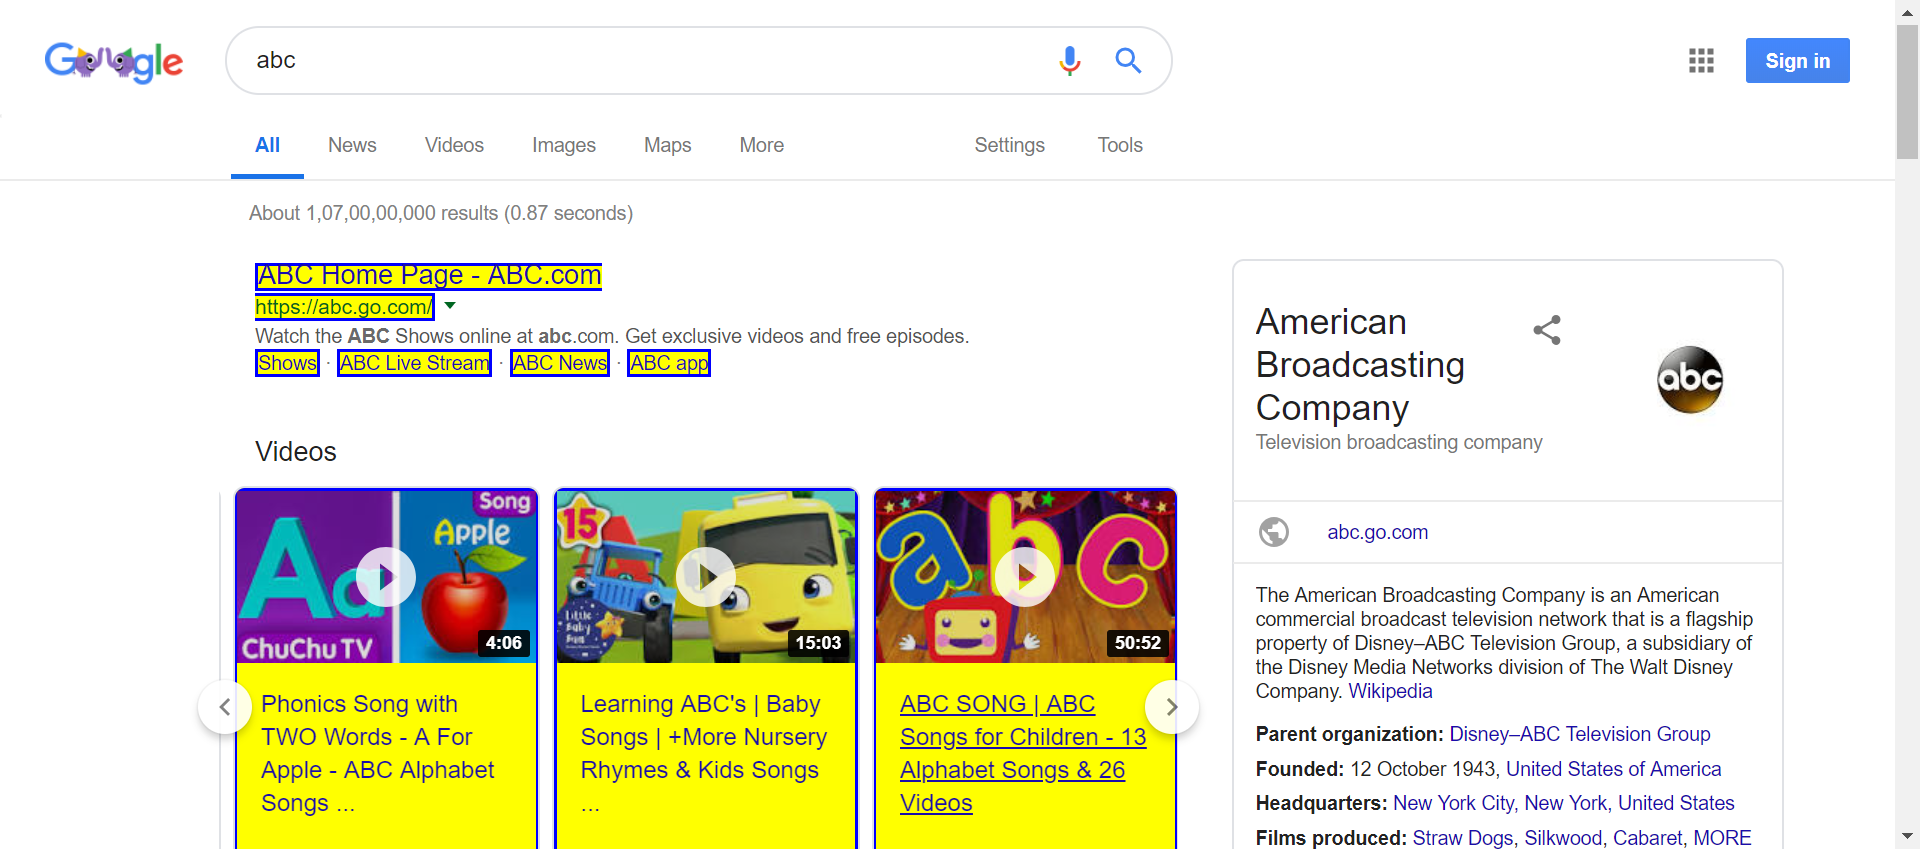 Google
abc
Sign in
All News Videos Images Maps More Settings Tools
About 1,07,00,00,000 results (0.87 seconds)
ABC Home Page - ABC.com
https://abc.go.com/
Watch the ABC Shows online at abc.com. Get exclusive videos and free episodes.
Shows · ABC Live Stream · ABC News · ABC app
Videos
Song
Aa
Apple
ChuChu TV
4:06
Phonics Song with
TWO Words - A For
Apple - ABC Alphabet
Songs ...
15
Little
Baby
Bum
15:03
Learning ABC's | Baby
Songs | +More Nursery
Rhymes & Kids Songs
...
abc
50:52
ABC SONG | ABC
Songs for Children - 13
Alphabet Songs & 26
Videos
American
Broadcasting
Company
abc
Television broadcasting company
abc.go.com
The American Broadcasting Company is an American
commercial broadcast television network that is a flagship
property of Disney–ABC Television Group, a subsidiary of
the Disney Media Networks division of The Walt Disney
Company. Wikipedia
Parent organization: Disney–ABC Television Group
Founded: 12 October 1943, United States of America
Headquarters: New York City, New York, United States
Films produced: Straw Dogs, Silkwood, Cabaret, MORE